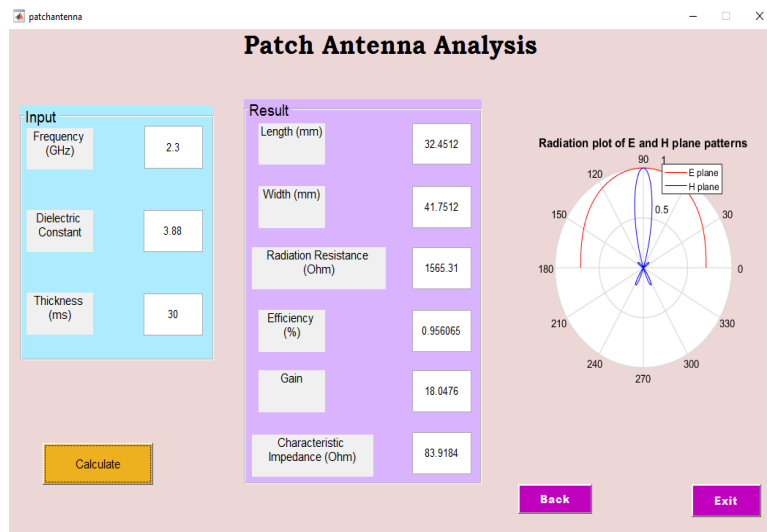 patchantenna
Patch Antenna Analysis
Input
Frequency
(GHz)
2.3
Dielectric
Constant
3.88
Thickness
(ms)
30
Calculate
Result
Length (mm)
32.4512
Width (mm)
41.7512
Radiation Resistance
(Ohm)
1565.31
Efficiency
(%)
0.956065
Gain
18.0476
Characteristic
Impedance (Ohm)
83.9184
Radiation plot of E and H plane patterns
90 1
120
E plane
H plane
150
0.5
30
180
0
210
330
240
300
270
Back
Exit